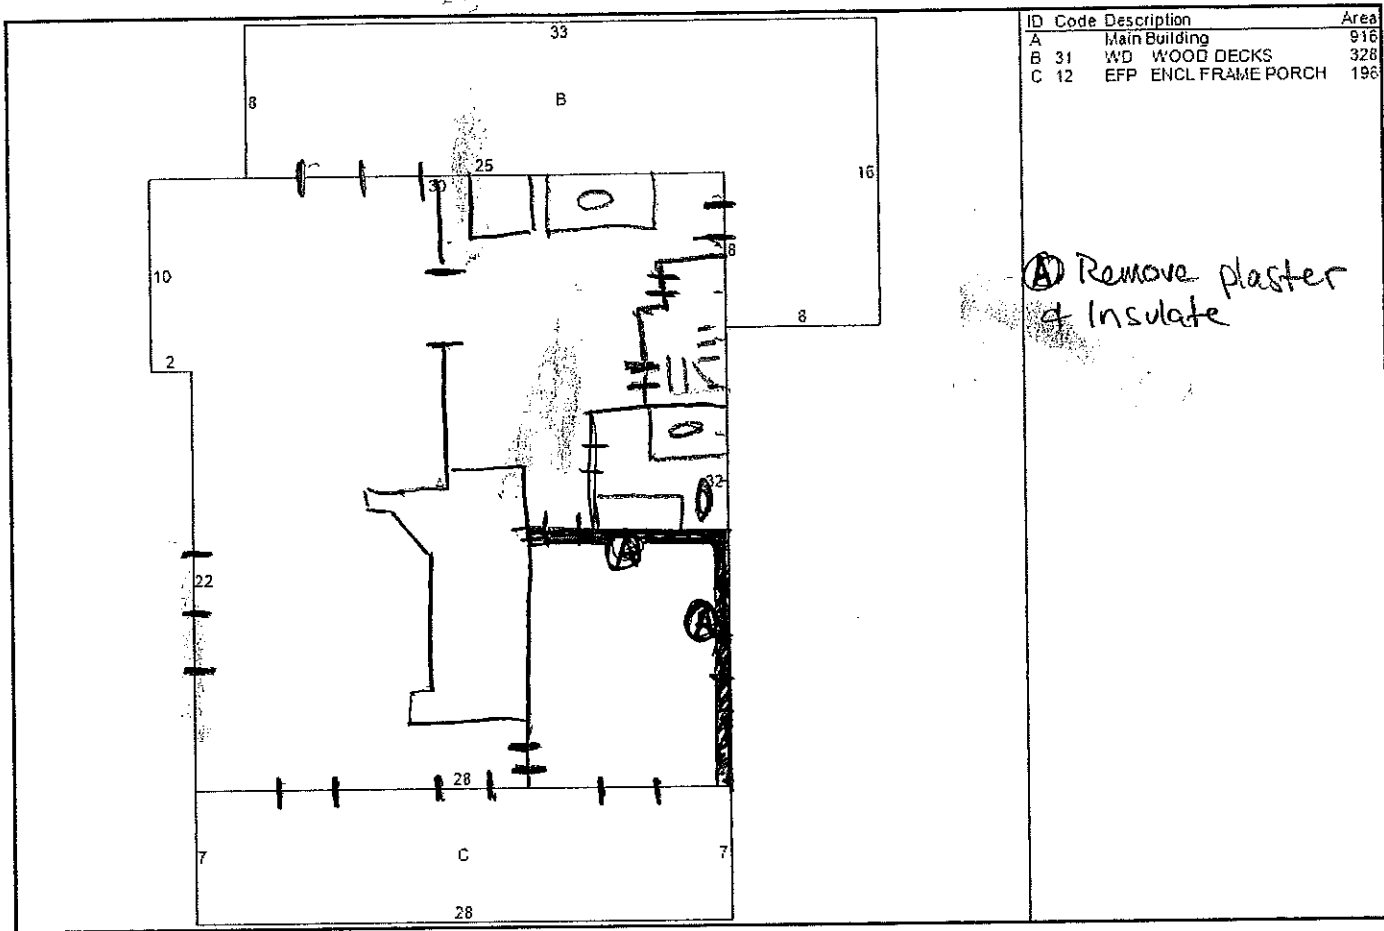 ID Code Description Area
A Main Building 916
B 31 WD WOOD DECKS 328
C 12 EFP ENCL FRAME PORCH 196
33
8
B
25
30
16
10
8
8
Ⓐ Remove plaster
& Insulate
2
A
32
Ⓐ
22
Ⓐ
28
7
C
7
28